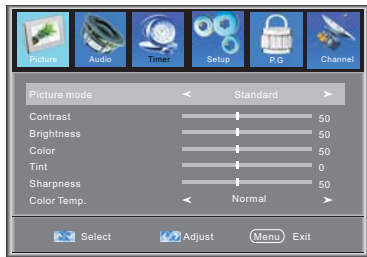 Picture Audio Timer Setup P.G Channel
Picture mode < Standard >
Contrast 50
Brightness 50
Color 50
Tint 0
Sharpness 50
Color Temp. < Normal >
Select Adjust Menu Exit